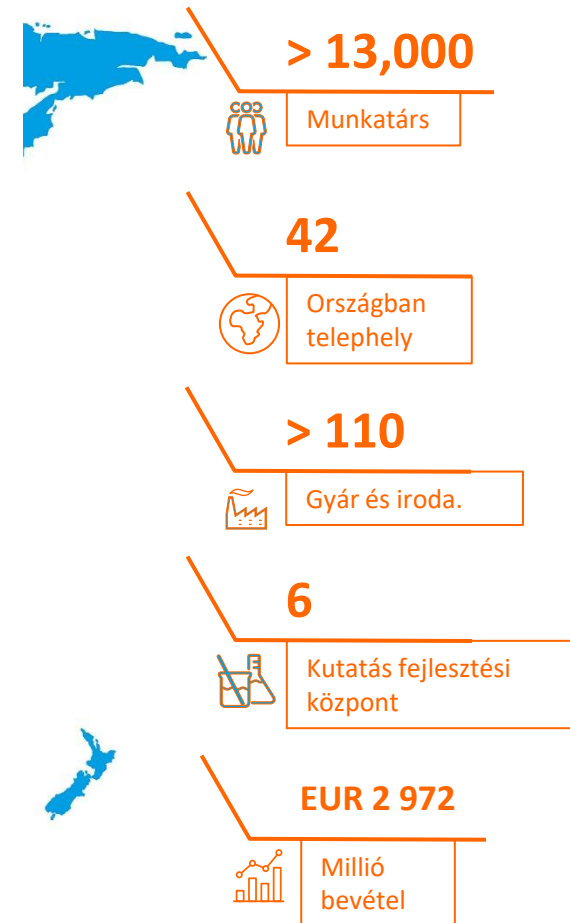 > 13,000
Munkatárs
42
Országban
telephely
> 110
Gyár és iroda.
6
Kutatás fejlesztési
központ
EUR 2 972
Millió
bevétel